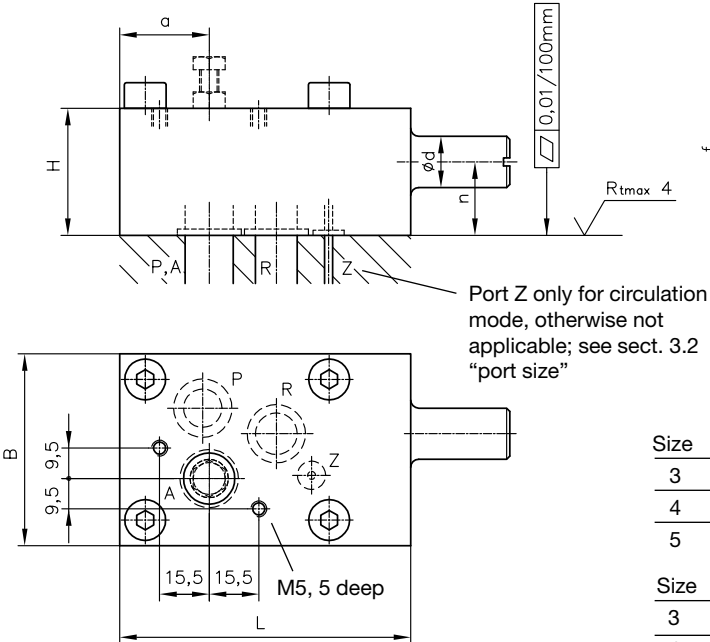 a
0,01/100mm
f
H
ød
n
Rtmax 4
P,A
R
Z
Port Z only for circulation
mode, otherwise not
applicable; see sect. 3.2
“port size”
P
R
B
9,5
Z
9,5
A
15,5
15,5
M5, 5 deep
L
Size
3
4
5
Size
3